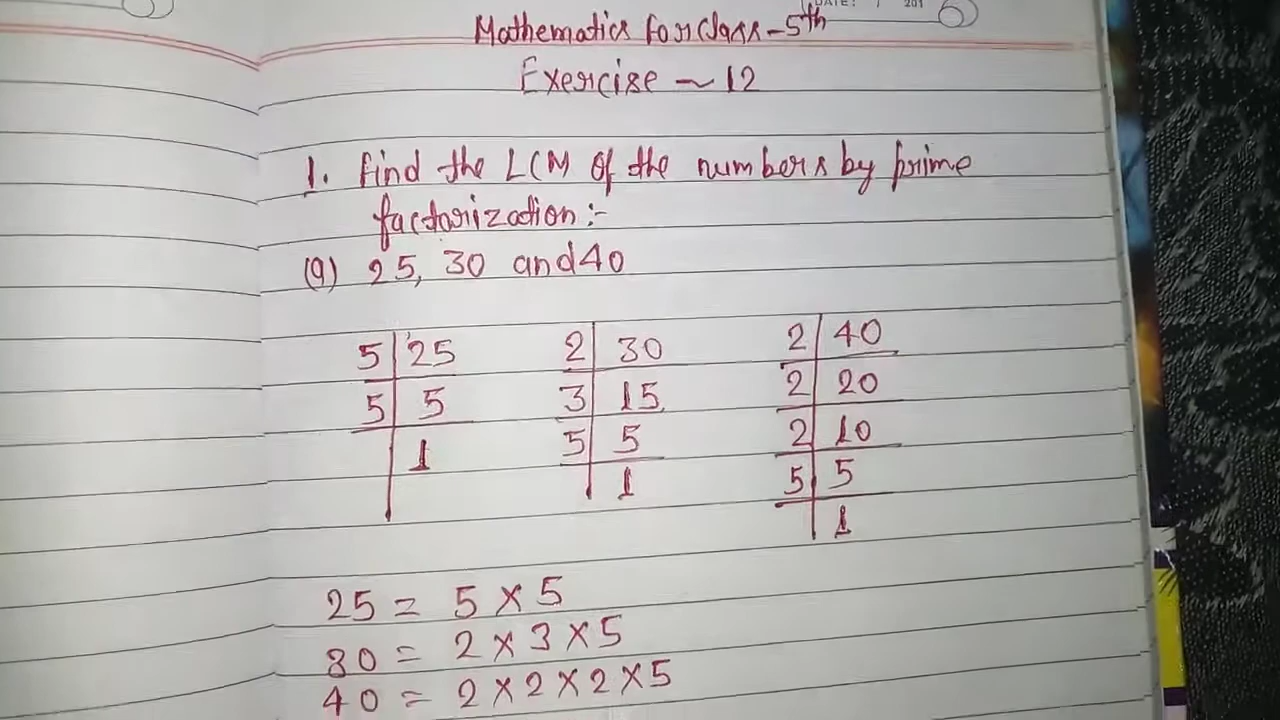 DATE: / 201
Mathematics for class-5th
Exercise ~ 12
1. Find the LCM of the numbers by prime
factorization :-
(a) 25, 30 and 40
5 | 25 2 | 30 2 | 40
5 | 5 3 | 15 2 | 20
| 1 5 | 5 2 | 10
| 1 5 | 5
| 1
25 = 5 × 5
30 = 2 × 3 × 5
40 = 2 × 2 × 2 × 5